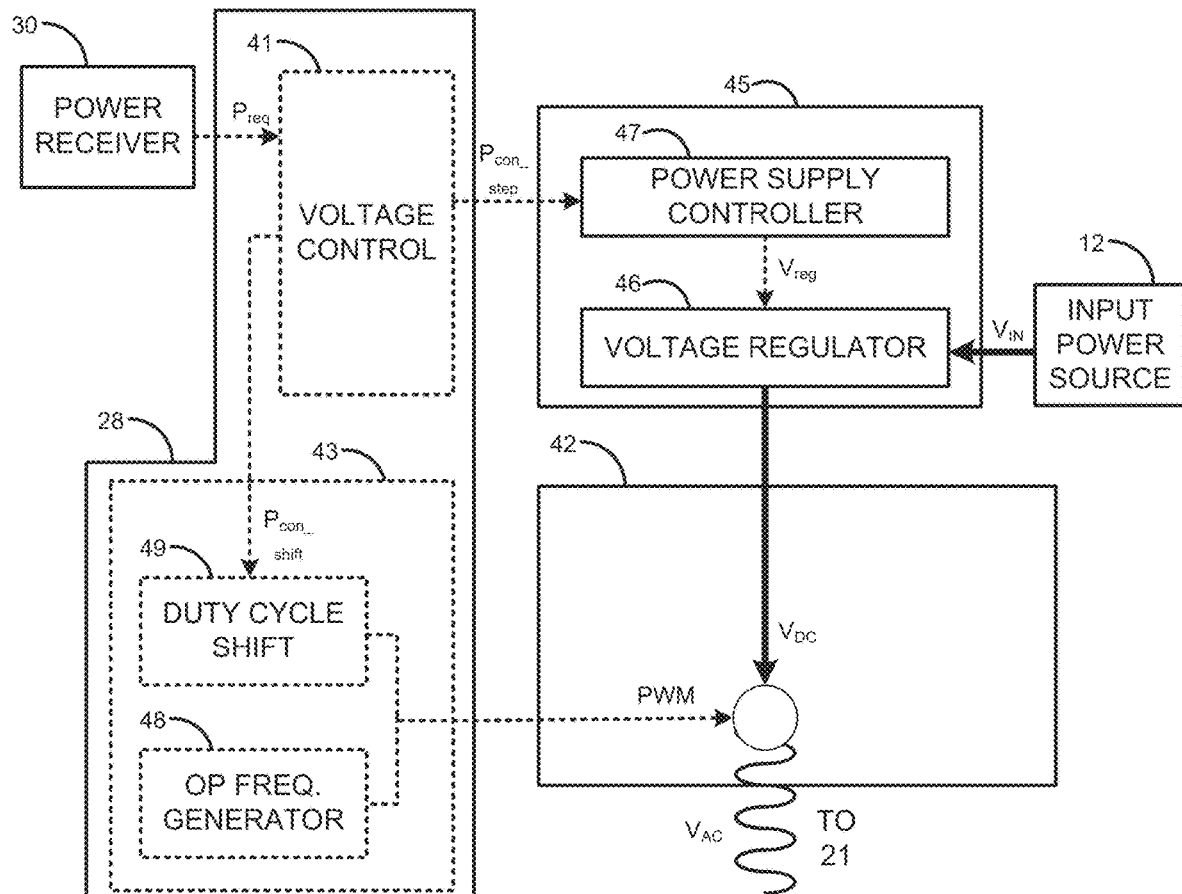 30
POWER
RECEIVER
P_req
41
VOLTAGE
CONTROL
P_con_
step
45
47
POWER SUPPLY
CONTROLLER
V_reg
46
VOLTAGE REGULATOR
12
INPUT
POWER
SOURCE
V_IN
28
43
P_con_
shift
49
DUTY CYCLE
SHIFT
48
OP FREQ.
GENERATOR
42
V_DC
PWM
V_AC
TO
21